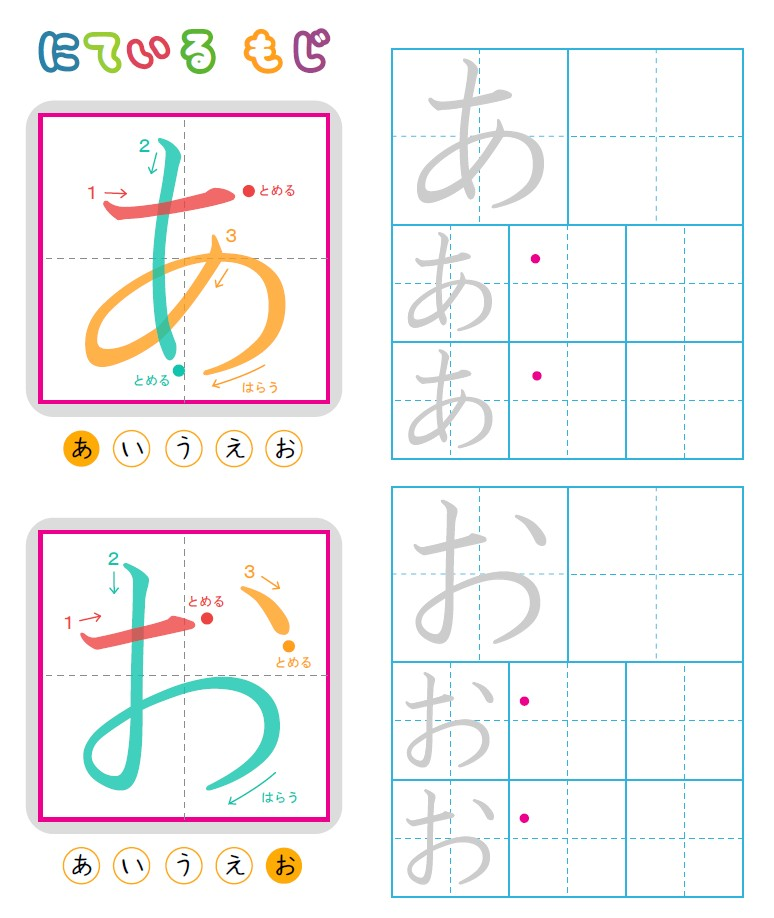 にている もじ
あ
1 2 3
とめる
とめる
はらう
あ い う え お
あ
あ
あ
お
1 2 3
とめる
とめる
はらう
あ い う え お
お
お
お